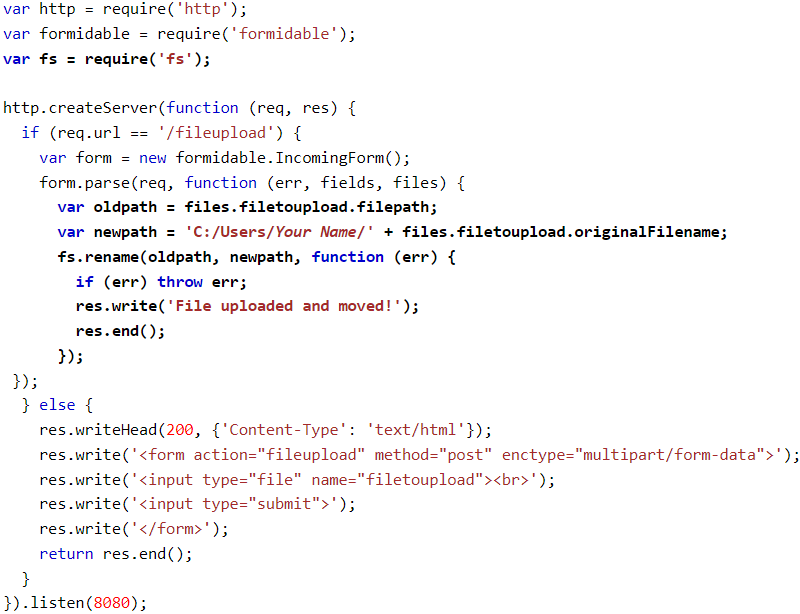 var http = require('http');
var formidable = require('formidable');
var fs = require('fs');

http.createServer(function (req, res) {
  if (req.url == '/fileupload') {
    var form = new formidable.IncomingForm();
    form.parse(req, function (err, fields, files) {
      var oldpath = files.filetoupload.filepath;
      var newpath = 'C:/Users/Your Name/' + files.filetoupload.originalFilename;
      fs.rename(oldpath, newpath, function (err) {
        if (err) throw err;
        res.write('File uploaded and moved!');
        res.end();
      });
 });
  } else {
    res.writeHead(200, {'Content-Type': 'text/html'});
    res.write('<form action="fileupload" method="post" enctype="multipart/form-data">');
    res.write('<input type="file" name="filetoupload"><br>');
    res.write('<input type="submit">');
    res.write('</form>');
    return res.end();
  }
}).listen(8080);